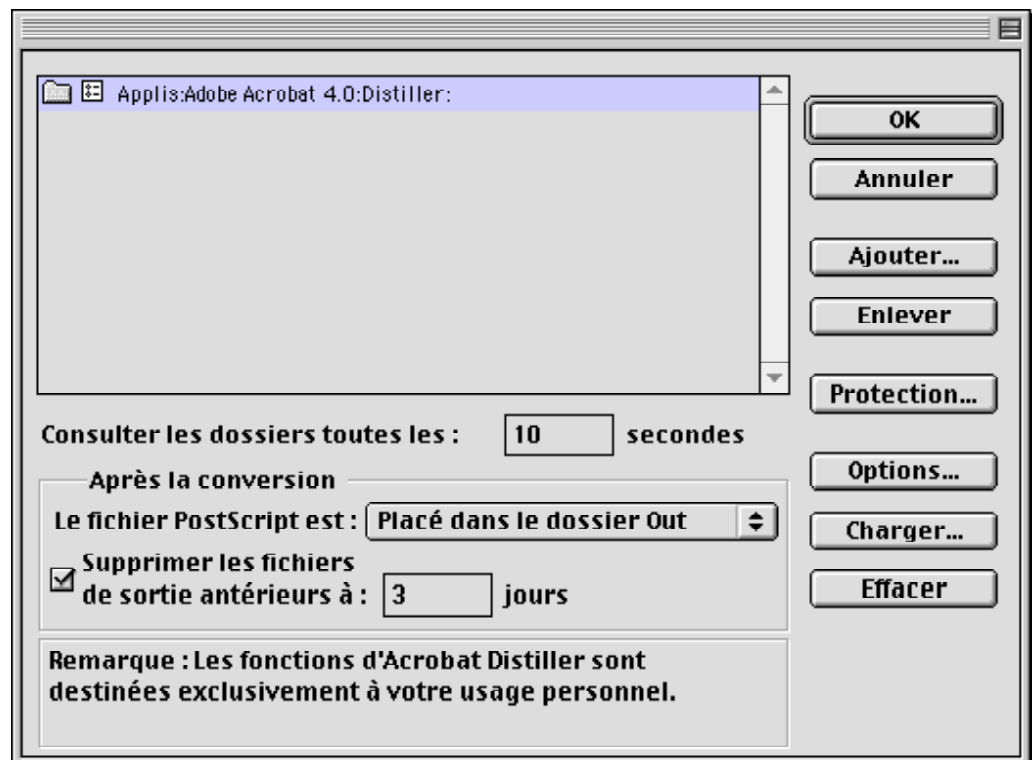 Applis:Adobe Acrobat 4.0:Distiller:
OK
Annuler
Ajouter...
Enlever
Protection...
Options...
Charger...
Effacer
Consulter les dossiers toutes les : 10 secondes
Après la conversion
Le fichier PostScript est : Placé dans le dossier Out
Supprimer les fichiers
de sortie antérieurs à : 3 jours
Remarque : Les fonctions d'Acrobat Distiller sont
destinées exclusivement à votre usage personnel.